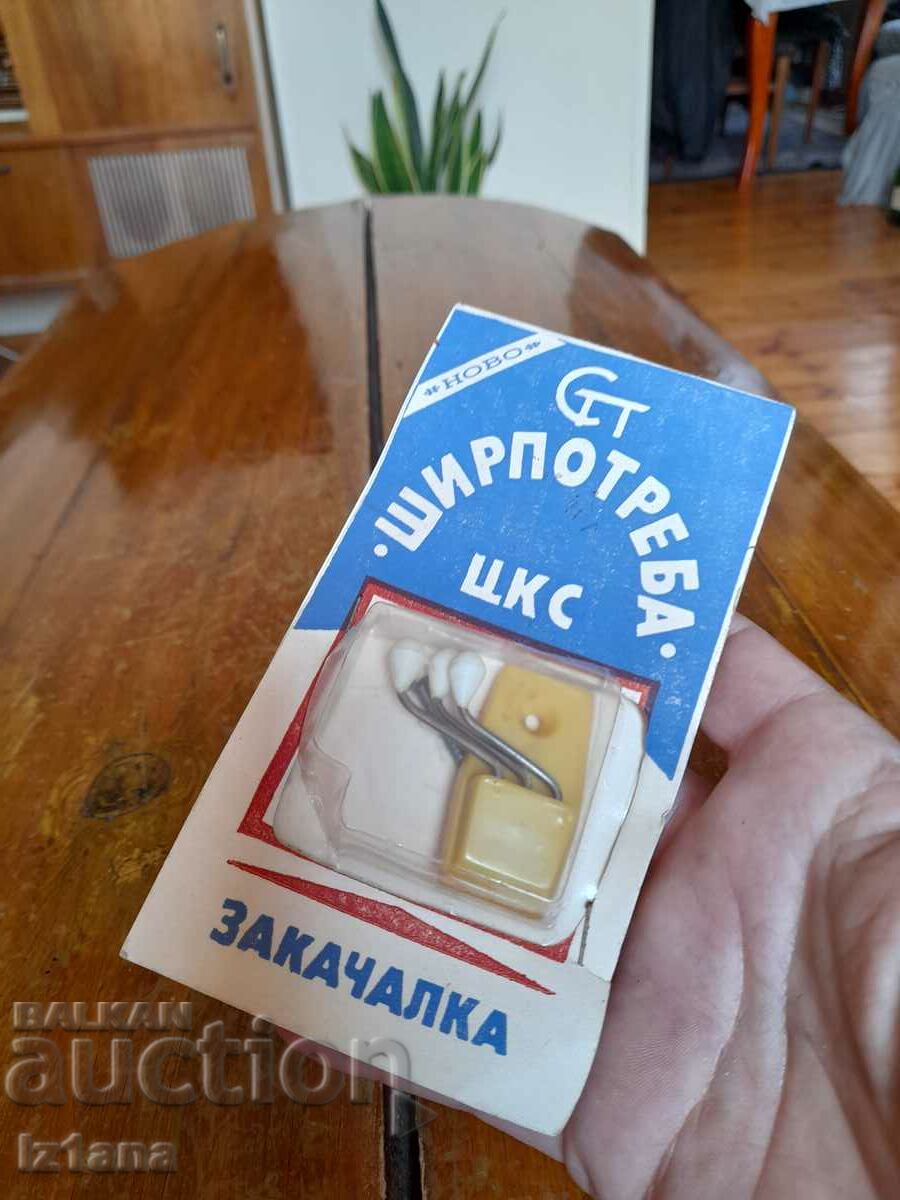 "НОВО"
СТ
• ШИРПОТРЕБА •
ЦКС
ЗАКАЧАЛКА
BALKAN
auction
Iz1ana